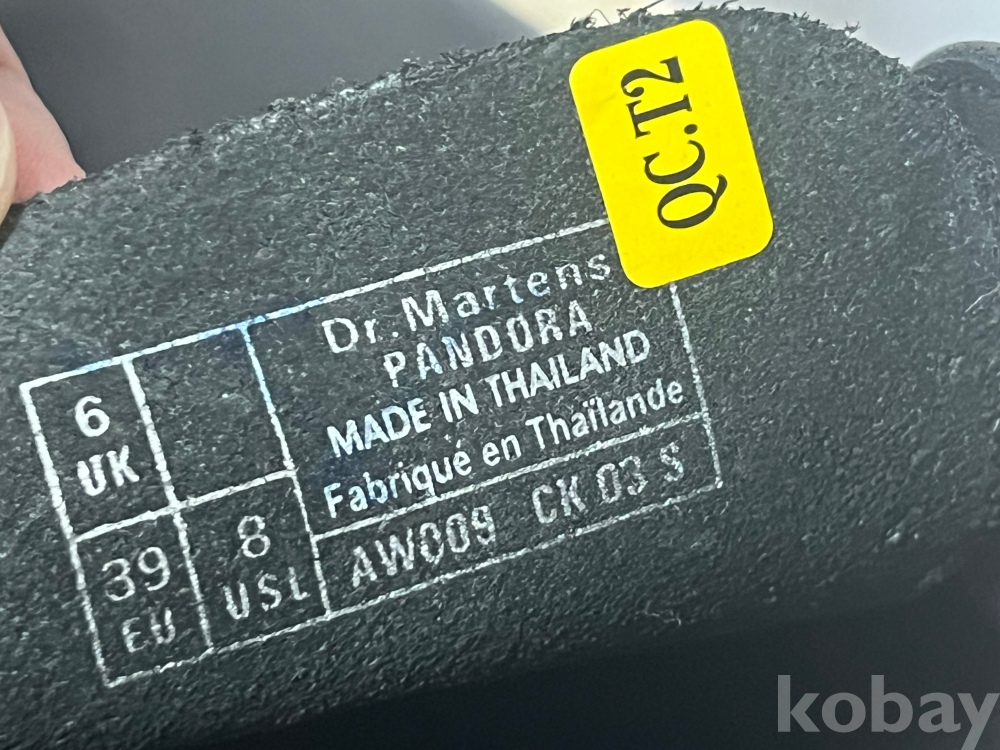 QC.T2
Dr. Martens
PANDORA
MADE IN THAILAND
Fabriqué en Thaïlande
6
UK
39
EU
8
USL
AW009 CK 03 S
kobay